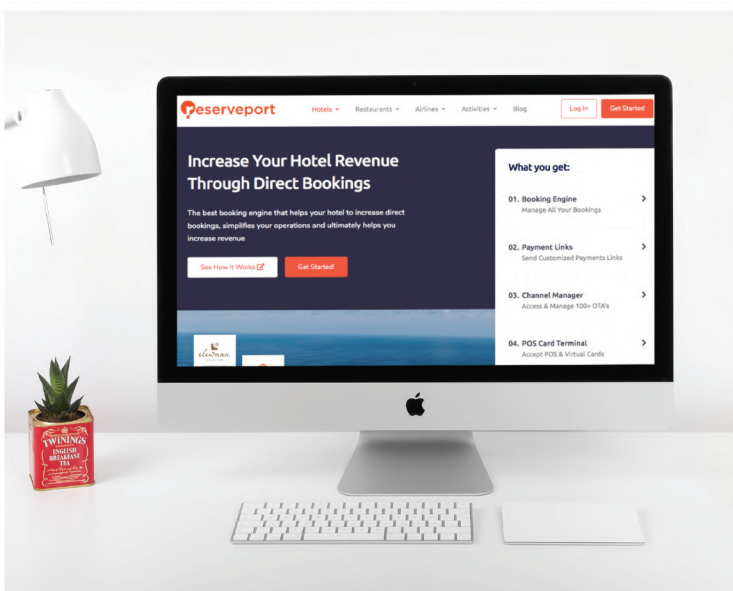 reserveport
Hotels
Restaurants
Airlines
Activities
Blog
Log In
Get Started
Increase Your Hotel Revenue
Through Direct Bookings
The best booking engine that helps your hotel to increase direct
bookings, simplifies your operations and ultimately helps you
increase revenue
See How It Works
Get Started!
What you get:
01. Booking Engine
Manage All Your Bookings
02. Payment Links
Send Customized Payments Links
03. Channel Manager
Access & Manage 100+ OTA's
04. POS Card Terminal
Accept POS & Virtual Cards
elewana
TWININGS
ENGLISH
BREAKFAST
TEA